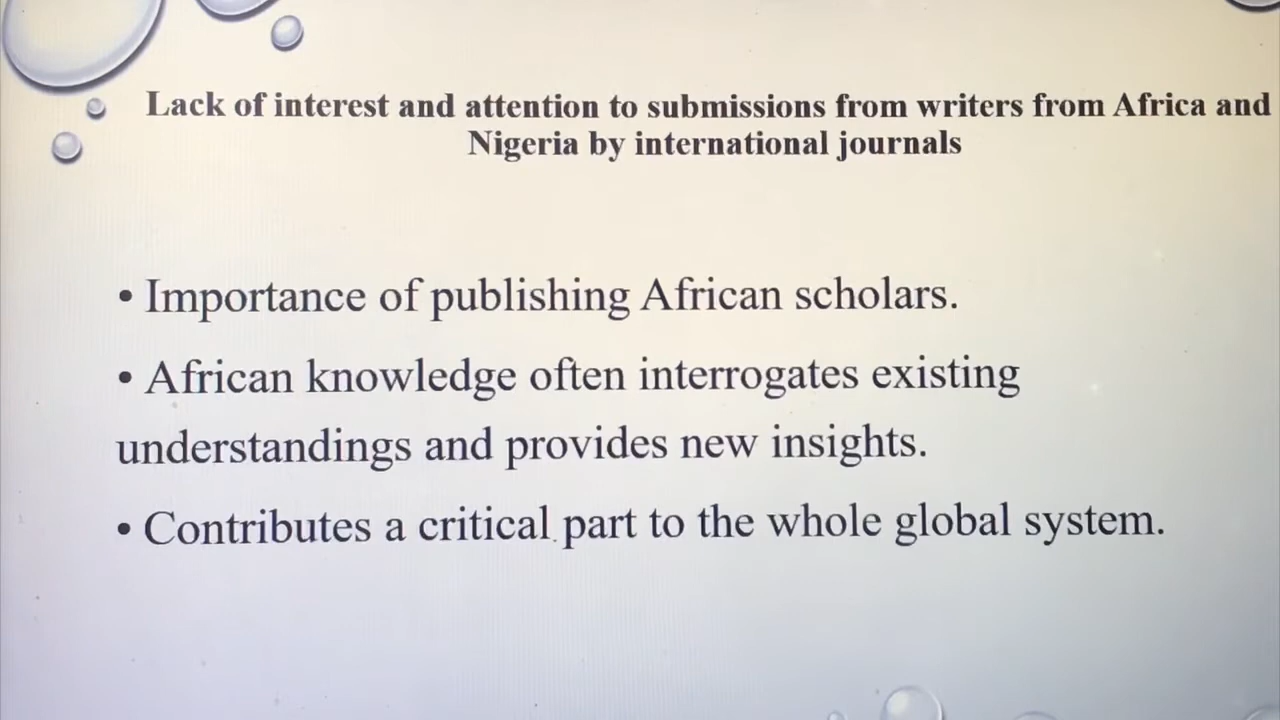 Lack of interest and attention to submissions from writers from Africa and
Nigeria by international journals
• Importance of publishing African scholars.
• African knowledge often interrogates existing
understandings and provides new insights.
• Contributes a critical part to the whole global system.